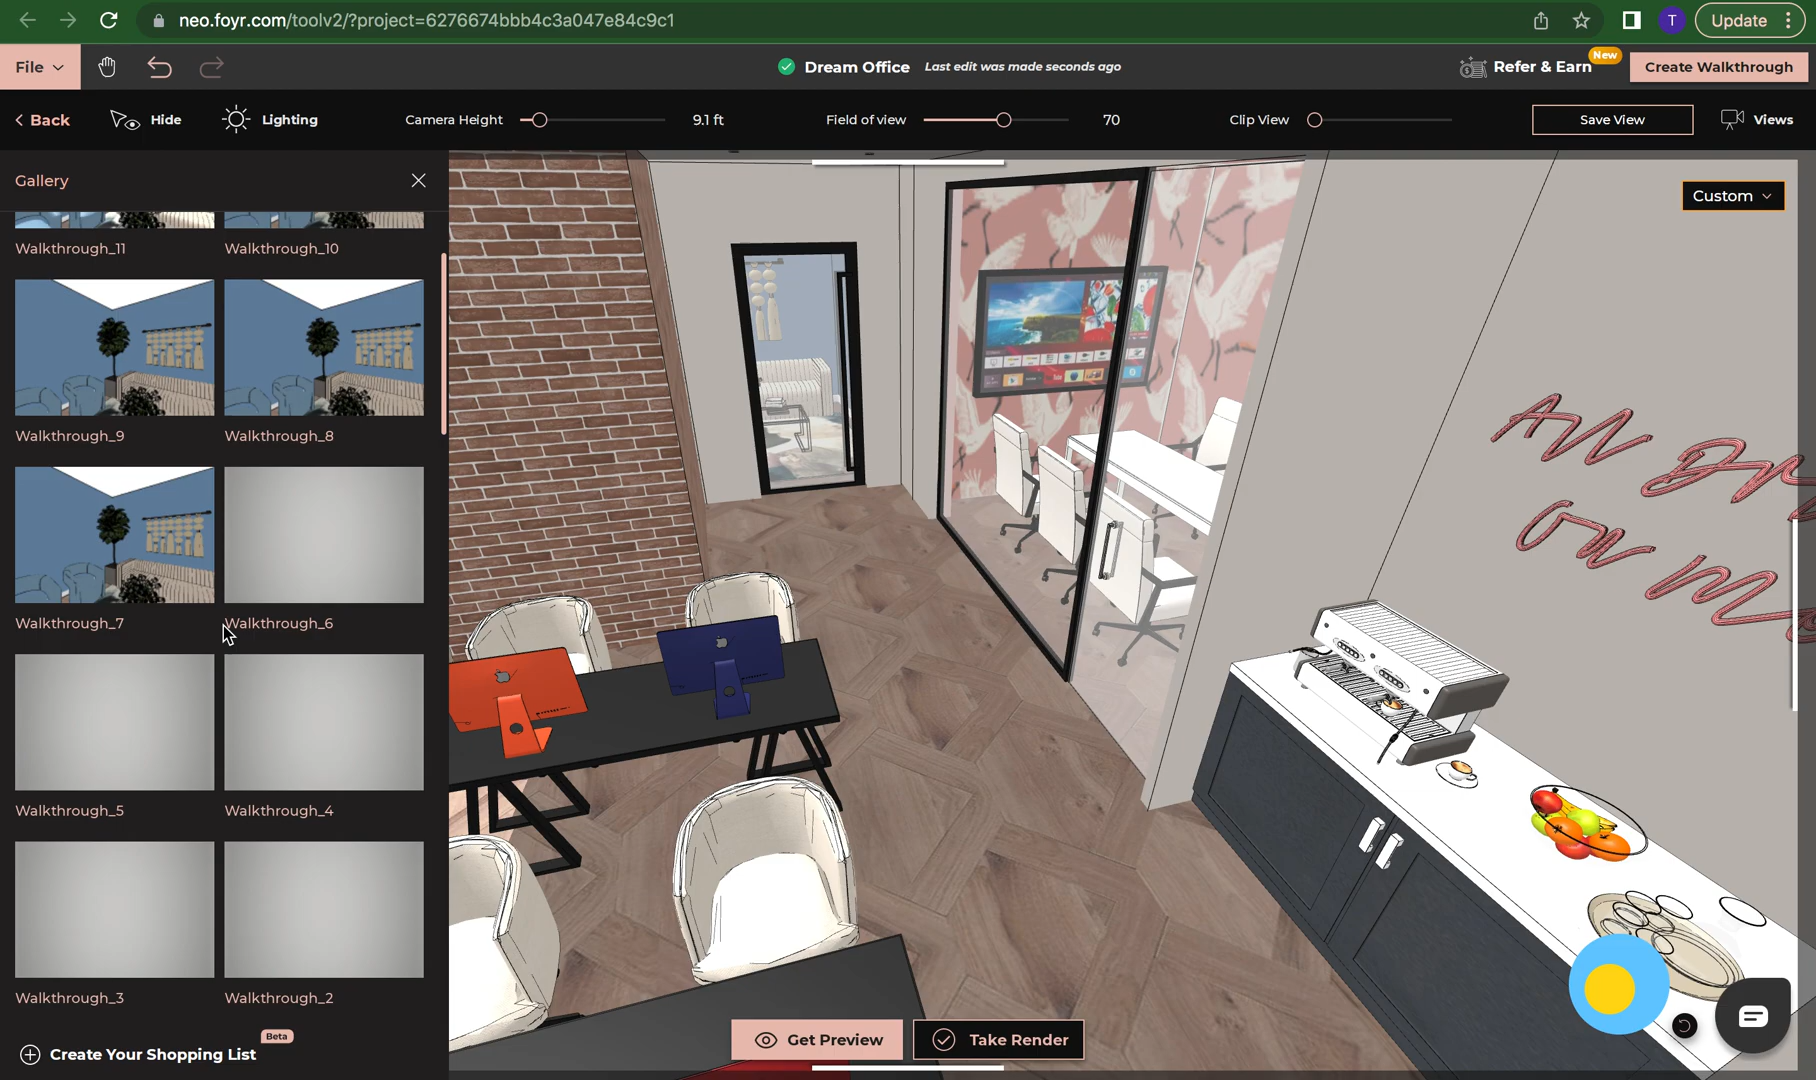 neo.foyr.com/toolv2/?project=6276674bbb4c3a047e84c9c1
T
Update
File
Dream Office
Last edit was made seconds ago
Refer & Earn
New
Create Walkthrough
Back
Hide
Lighting
Camera Height
9.1 ft
Field of view
70
Clip View
Save View
Views
Gallery
Custom
Walkthrough_11
Walkthrough_10
Walkthrough_9
Walkthrough_8
Walkthrough_7
Walkthrough_6
Walkthrough_5
Walkthrough_4
Walkthrough_3
Walkthrough_2
Beta
Create Your Shopping List
Get Preview
Take Render